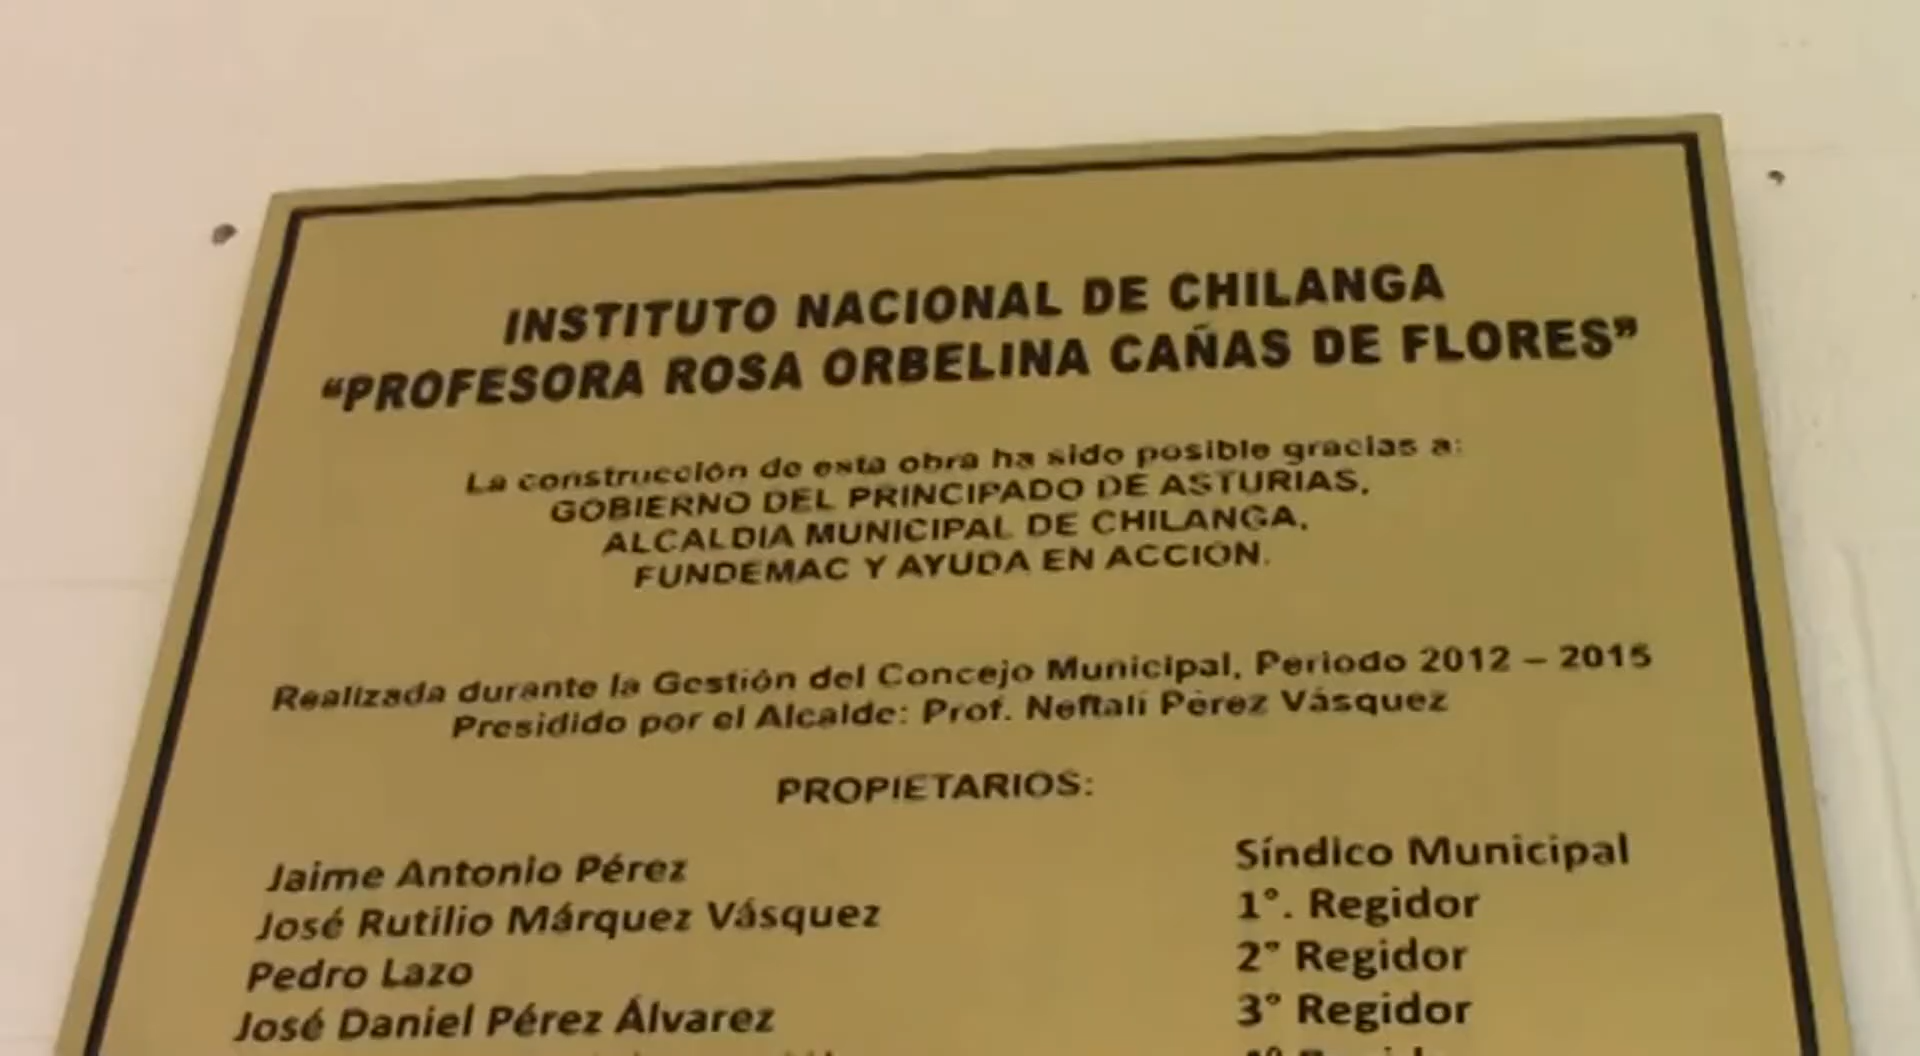 INSTITUTO NACIONAL DE CHILANGA
“PROFESORA ROSA ORBELINA CAÑAS DE FLORES”
La construcción de esta obra ha sido posible gracias a:
GOBIERNO DEL PRINCIPADO DE ASTURIAS,
ALCALDIA MUNICIPAL DE CHILANGA,
FUNDEMAC Y AYUDA EN ACCIÓN.
Realizada durante la Gestión del Concejo Municipal, Periodo 2012 – 2015
Presidido por el Alcalde: Prof. Neftalí Pérez Vásquez
PROPIETARIOS:
Jaime Antonio Pérez Síndico Municipal
José Rutilio Márquez Vásquez 1°. Regidor
Pedro Lazo 2° Regidor
José Daniel Pérez Álvarez 3° Regidor